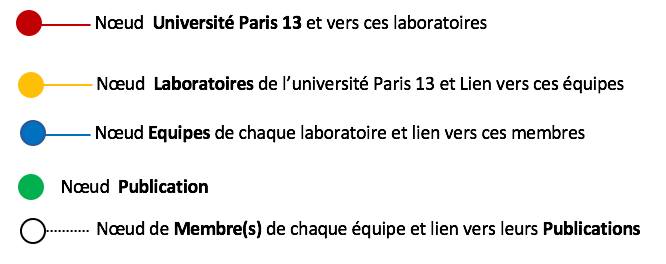 Nœud Université Paris 13 et vers ces laboratoires
Nœud Laboratoires de l’université Paris 13 et Lien vers ces équipes
Nœud Equipes de chaque laboratoire et lien vers ces membres
Nœud Publication
Nœud de Membre(s) de chaque équipe et lien vers leurs Publications